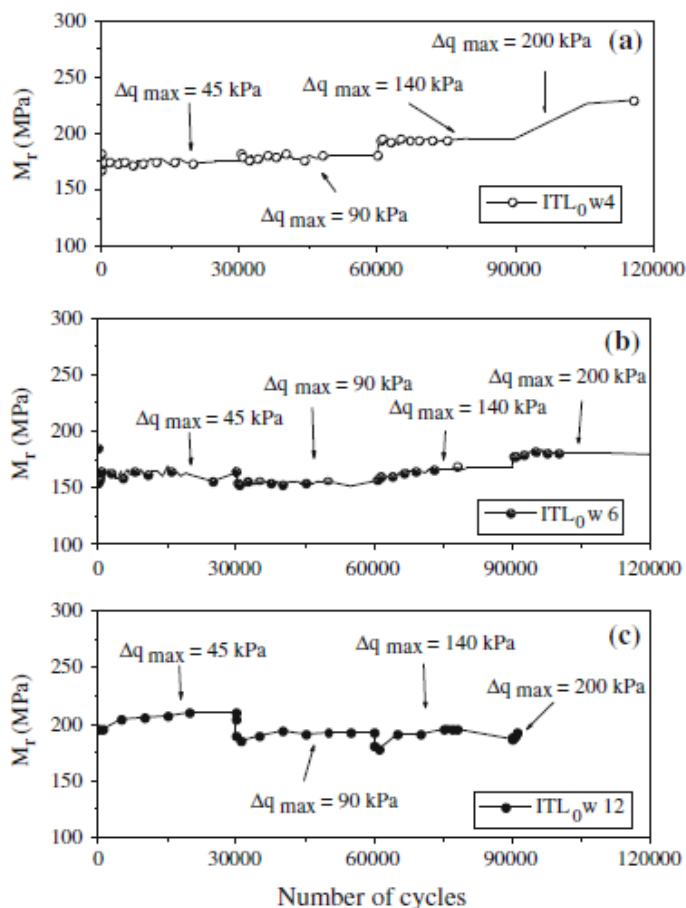 300
(a)
Δq max = 200 kPa
250
Δq max = 45 kPa
Δq max = 140 kPa
Mr (MPa)
200
150
Δq max = 90 kPa
ITL0 w4
100
0 30000 60000 90000 120000
300
(b)
250
Δq max = 90 kPa
Δq max = 200 kPa
Δq max = 45 kPa
Δq max = 140 kPa
Mr (MPa)
200
150
ITL0 w 6
100
0 30000 60000 90000 120000
300
(c)
Δq max = 45 kPa
Δq max = 140 kPa
250
Δq max = 200 kPa
Mr (MPa)
200
150
Δq max = 90 kPa
ITL0 w 12
100
0 30000 60000 90000 120000
Number of cycles